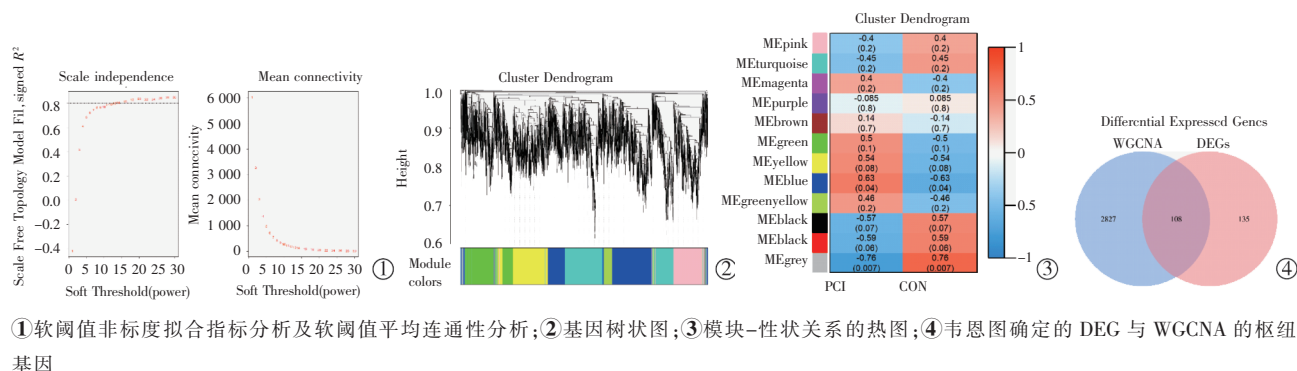 Scale independence
Scale Free Topology Model Fil, signed R²
0.8
0.6
0.4
0.2
0.0
−0.2
−0.4
0 5 10 15 20 25 30
Soft Threshold(power)
Mean connectivity
Mean conneccivity
6 000
5 000
4 000
3 000
2 000
1 000
0
0 5 10 15 20 25 30
Soft Threshold(power)
①
Cluster Dendrogram
Height
1.0
0.9
0.8
0.7
0.6
Module
colors
②
Cluster Dendrogram
MEpink -0.4 0.4
(0.2) (0.2)
MEturquoise -0.45 0.45
(0.2) (0.2)
MEmagenta 0.4 -0.4
(0.2) (0.2)
MEpurple -0.085 0.085
(0.8) (0.8)
MEbrown 0.14 -0.14
(0.7) (0.7)
MEgreen 0.5 -0.5
(0.1) (0.1)
MEyellow 0.54 -0.54
(0.08) (0.08)
MEblue 0.63 -0.63
(0.04) (0.04)
MEgreenyellow 0.46 -0.46
(0.2) (0.2)
MEblack -0.57 0.57
(0.07) (0.07)
MEblack -0.59 0.59
(0.06) (0.06)
MEgrey -0.76 0.76
(0.007) (0.007)
PCI CON
1
0.5
0
−0.5
−1
③
Differential Expresscd Gencs
WGCNA DEGs
2827 108 135
④
①软阈值非标度拟合指标分析及软阈值平均连通性分析;②基因树状图;③模块-性状关系的热图;④韦恩图确定的 DEG 与 WGCNA 的枢纽
基因